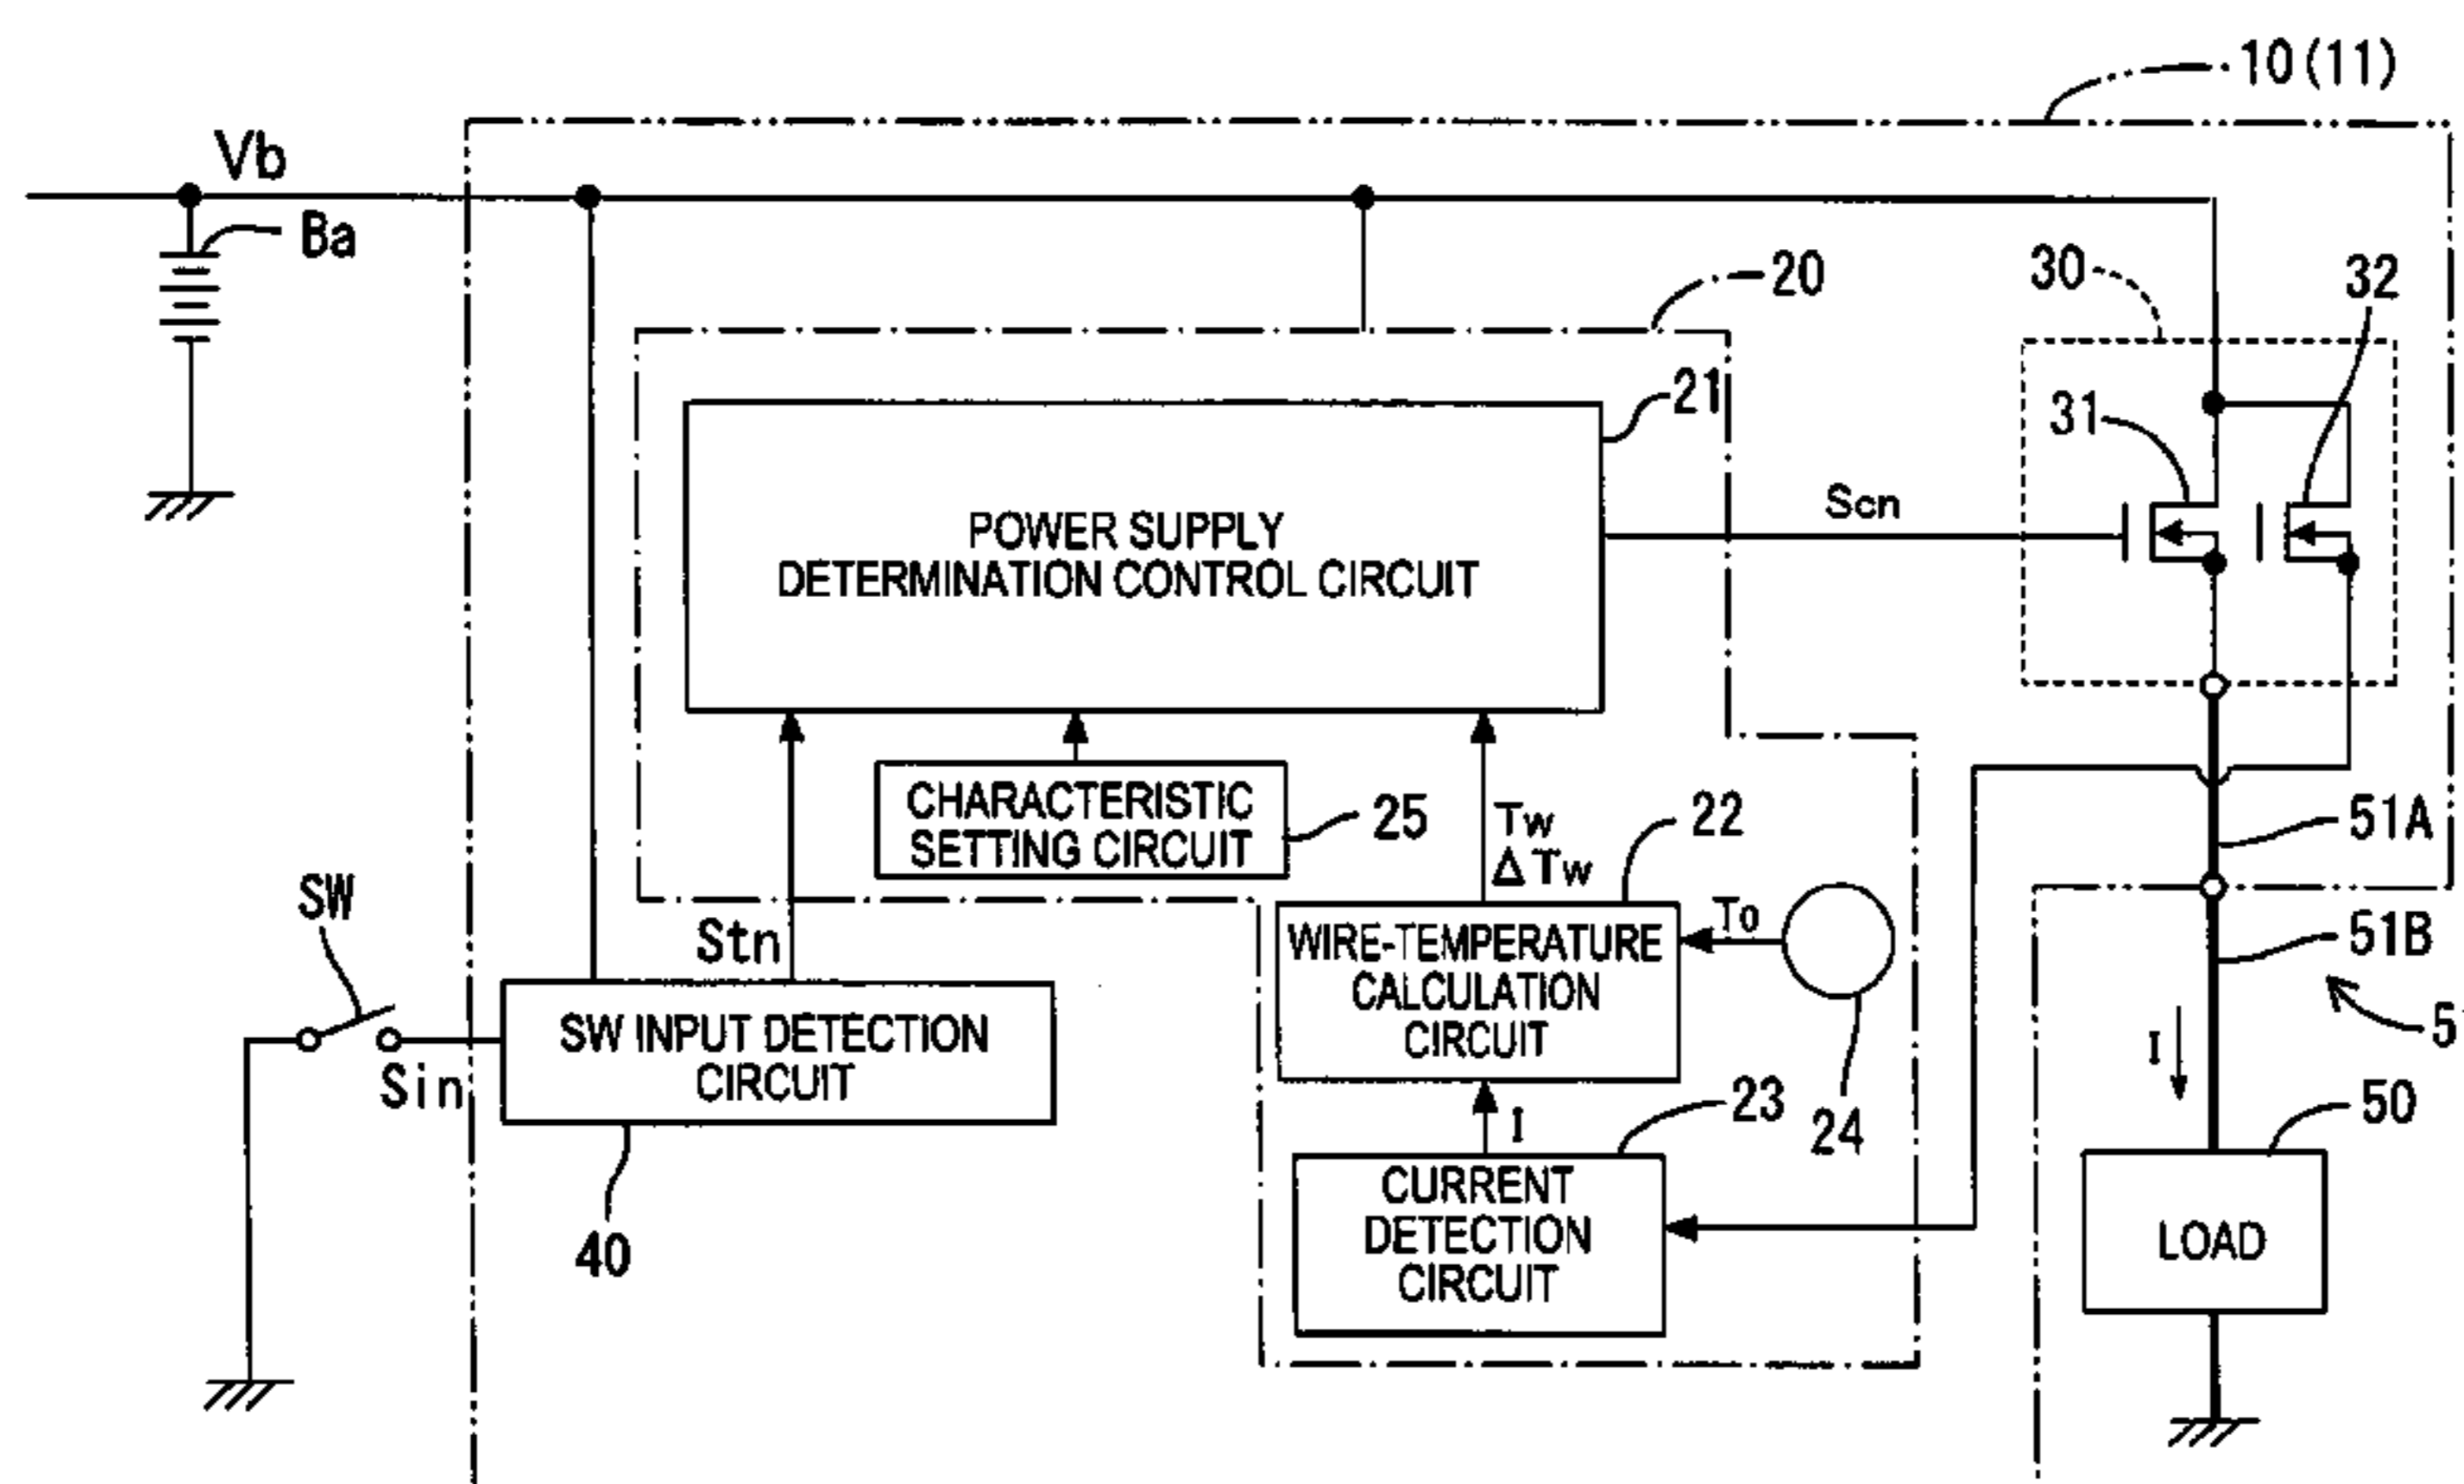 10(11)
Vb
Ba
20
30
32
21
31
Scn
POWER SUPPLY
DETERMINATION CONTROL CIRCUIT
CHARACTERISTIC
SETTING CIRCUIT
25
Tw
ΔTw
22
51A
SW
Stn
To
WIRE-TEMPERATURE
CALCULATION
CIRCUIT
51B
5
Sin
SW INPUT DETECTION
CIRCUIT
I
I
23
24
50
40
CURRENT
DETECTION
CIRCUIT
LOAD